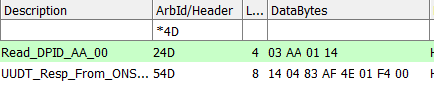 Description ArbId/Header L... DataBytes
*4D
Read_DPID_AA_00 24D 4 03 AA 01 14
UUDT_Resp_From_ONS... 54D 8 14 04 83 AF 4E 01 F4 00